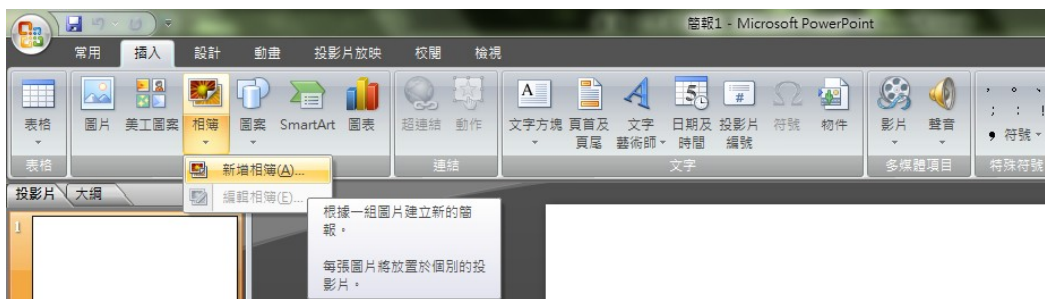 簡報1 - Microsoft PowerPoint
常用 插入 設計 動畫 投影片放映 校閱 檢視
表格 圖片 美工圖案 相簿 圖案 SmartArt 圖表 超連結 動作 文字方塊 頁首及頁尾 文字藝術師 日期及時間 投影片編號 符號 物件 影片 聲音 符號
表格 連結 文字 多媒體項目 特殊符號
新增相簿(A)...
編輯相簿(E)...
投影片 大綱
1
根據一組圖片建立新的簡
報。
每張圖片將放置於個別的投
影片。